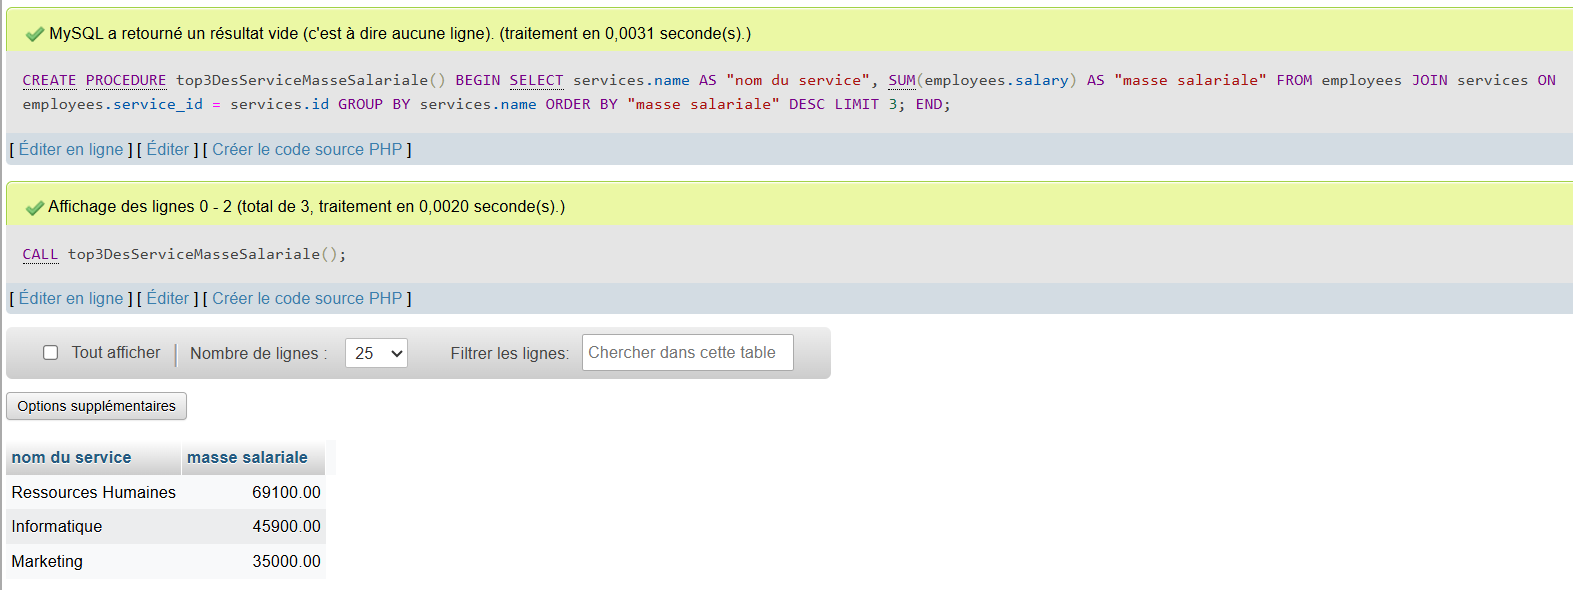 MySQL a retourné un résultat vide (c'est à dire aucune ligne). (traitement en 0,0031 seconde(s).)
CREATE PROCEDURE top3DesServiceMasseSalariale() BEGIN SELECT services.name AS "nom du service", SUM(employees.salary) AS "masse salariale" FROM employees JOIN services ON
employees.service_id = services.id GROUP BY services.name ORDER BY "masse salariale" DESC LIMIT 3; END;
[ Éditer en ligne ] [ Éditer ] [ Créer le code source PHP ]
Affichage des lignes 0 - 2 (total de 3, traitement en 0,0020 seconde(s).)
CALL top3DesServiceMasseSalariale();
[ Éditer en ligne ] [ Éditer ] [ Créer le code source PHP ]
Tout afficher | Nombre de lignes : 25 Filtrer les lignes: Chercher dans cette table
Options supplémentaires
nom du service masse salariale
Ressources Humaines 69100.00
Informatique 45900.00
Marketing 35000.00